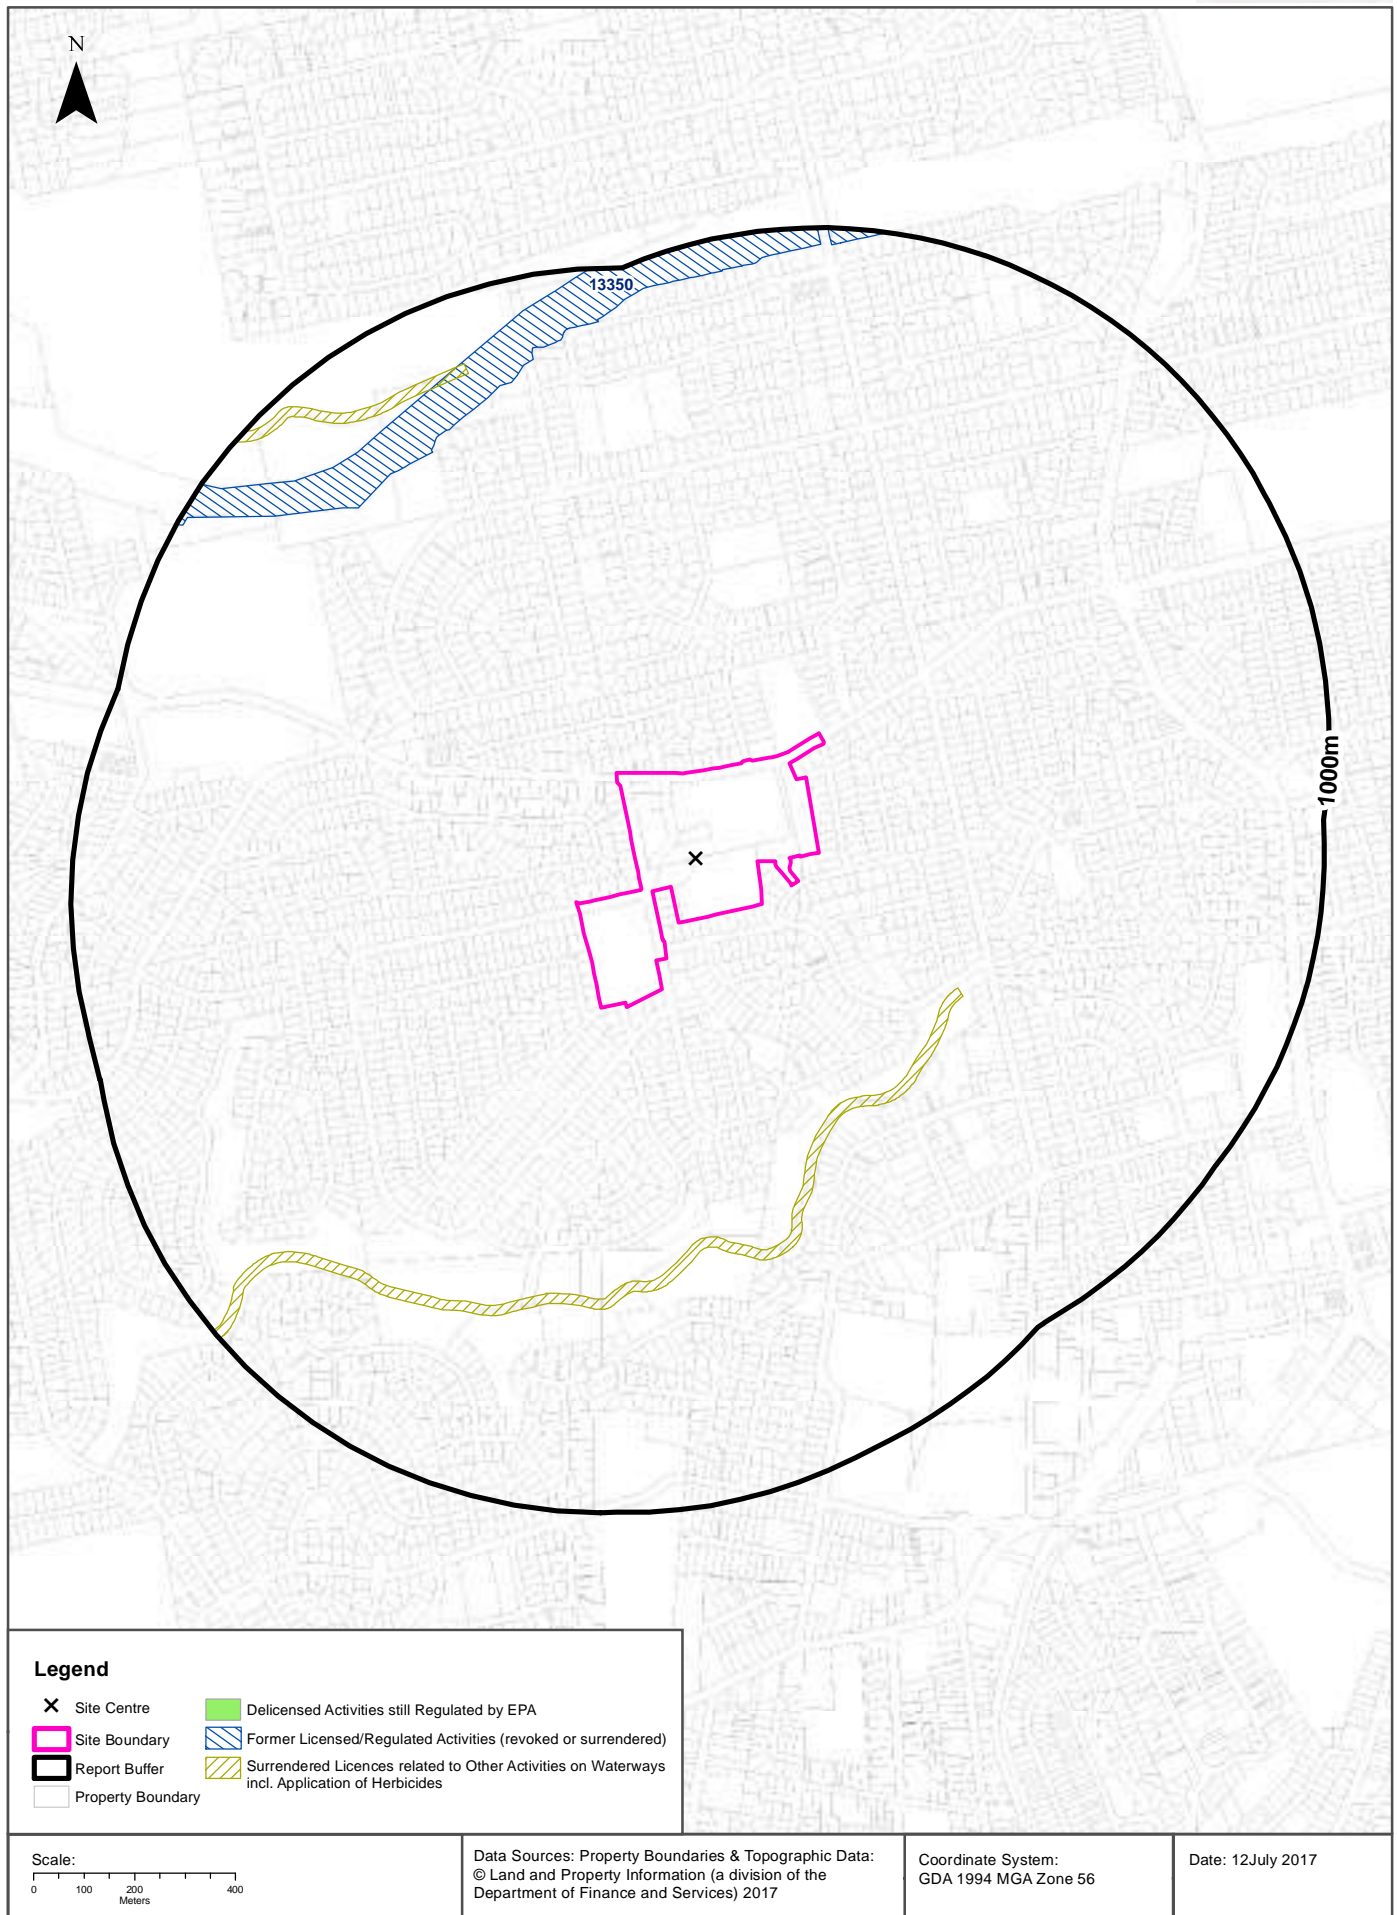 N
13350
1000m
Legend
Site Centre
Site Boundary
Report Buffer
Property Boundary
Delicensed Activities still Regulated by EPA
Former Licensed/Regulated Activities (revoked or surrendered)
Surrendered Licences related to Other Activities on Waterways
incl. Application of Herbicides
Scale:
0 100 200 400
Meters
Data Sources: Property Boundaries & Topographic Data:
© Land and Property Information (a division of the
Department of Finance and Services) 2017
Coordinate System:
GDA 1994 MGA Zone 56
Date: 12July 2017